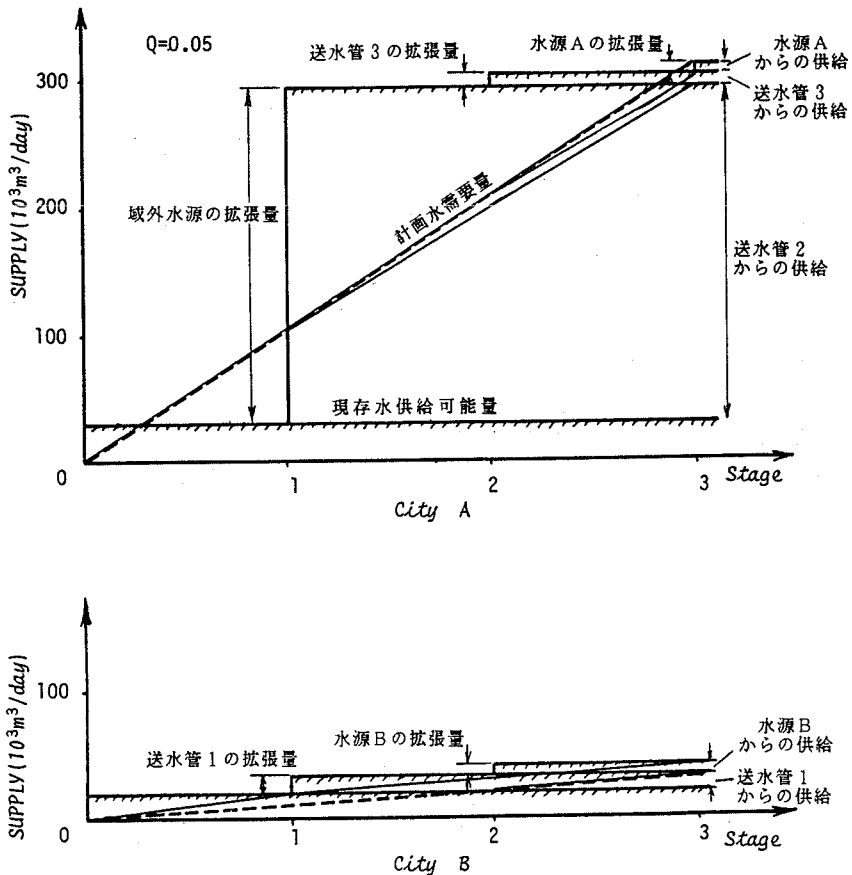 Q=0.05
送水管3の拡張量
水源Aの拡張量
水源A
からの供給
送水管3
からの供給
300
200
100
0
SUPPLY(10³m³/day)
域外水源の拡張量
計画水需要量
送水管2
からの供給
現存水供給可能量
1
2
3
Stage
City A
SUPPLY(10³m³/day)
100
0
送水管1の拡張量
水源Bの拡張量
水源B
からの供給
送水管1
からの供給
1
2
3
Stage
City B